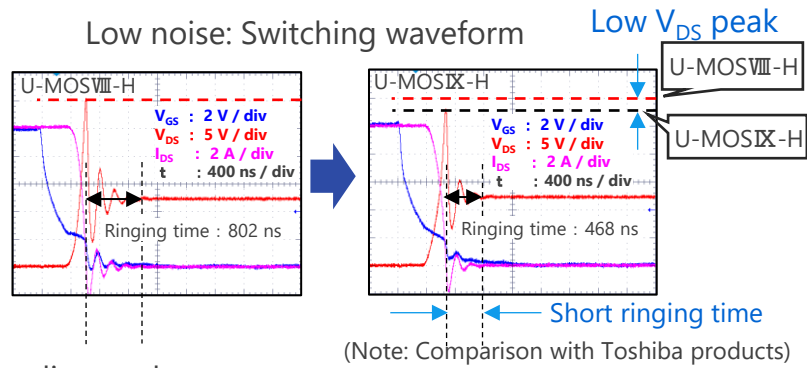 Low noise: Switching waveform
Low VDS peak
U-MOSⅧ-H
U-MOSⅧ-H
VGS : 2 V / div
VDS : 5 V / div
IDS : 2 A / div
t : 400 ns / div
Ringing time : 802 ns
U-MOSⅨ-H
VGS : 2 V / div
VDS : 5 V / div
IDS : 2 A / div
t : 400 ns / div
Ringing time : 468 ns
U-MOSⅨ-H
Short ringing time
(Note: Comparison with Toshiba products)